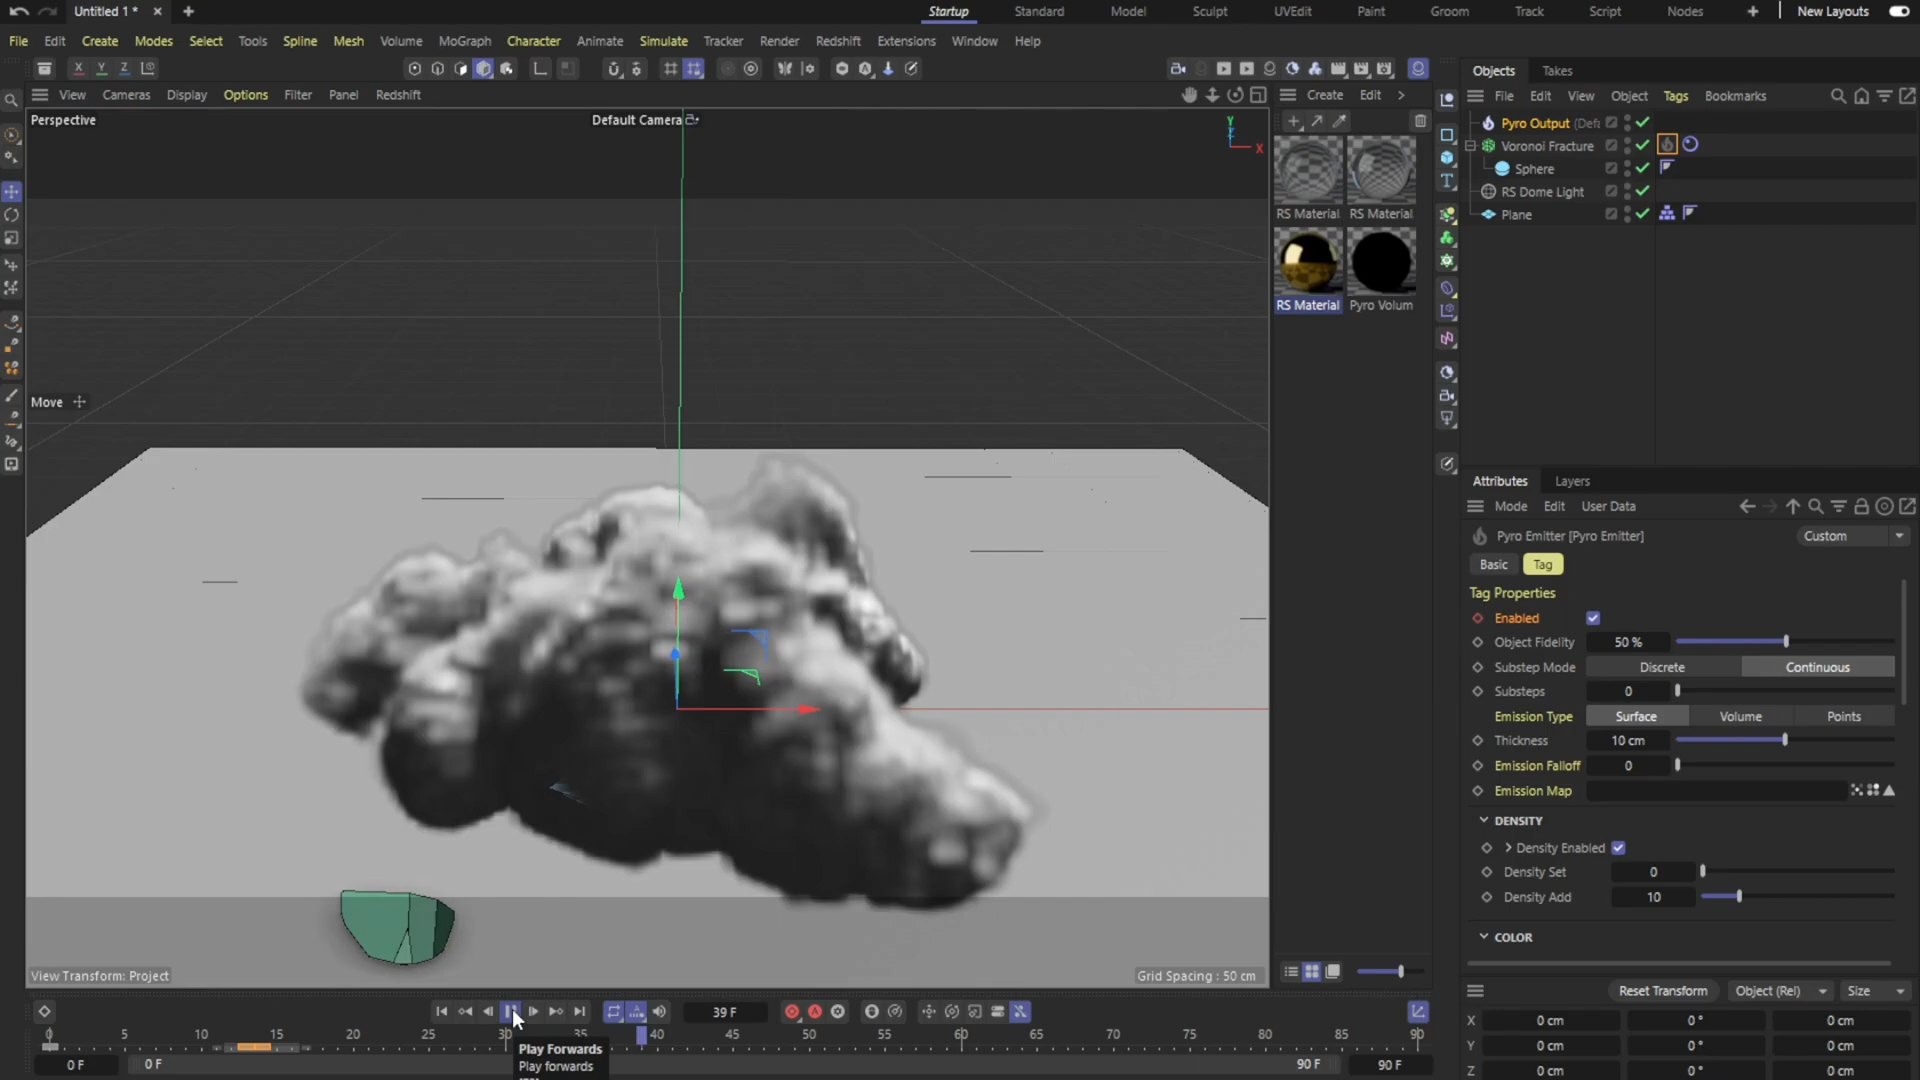 Untitled 1 *
Startup
Standard
Model
Sculpt
UVEdit
Paint
Groom
Track
Script
Nodes
New Layouts
File
Edit
Create
Modes
Select
Tools
Spline
Mesh
Volume
MoGraph
Character
Animate
Simulate
Tracker
Render
Redshift
Extensions
Window
Help
X
Y
Z
Objects
Takes
View
Cameras
Display
Options
Filter
Panel
Redshift
Create
Edit
File
Edit
View
Object
Tags
Bookmarks
Perspective
Default Camera
Y
Z
X
Pyro Output (Def
Voronoi Fracture
Sphere
RS Dome Light
Plane
RS Material
RS Material
RS Material
Pyro Volum
Move
Attributes
Layers
Mode
Edit
User Data
Pyro Emitter [Pyro Emitter]
Custom
Basic
Tag
Tag Properties
Enabled
Object Fidelity
50 %
Substep Mode
Discrete
Continuous
Substeps
0
Emission Type
Surface
Volume
Points
Thickness
10 cm
Emission Falloff
0
Emission Map
DENSITY
Density Enabled
Density Set
0
Density Add
10
COLOR
View Transform: Project
Grid Spacing : 50 cm
Reset Transform
Object (Rel)
Size
39 F
X
0 cm
0 °
0 cm
Y
0 cm
0 °
0 cm
Z
0 cm
0 °
0 cm
0
5
10
15
20
25
30
35
40
45
50
55
60
65
70
75
80
85
90
Play Forwards
Play forwards
0 F
0 F
90 F
90 F